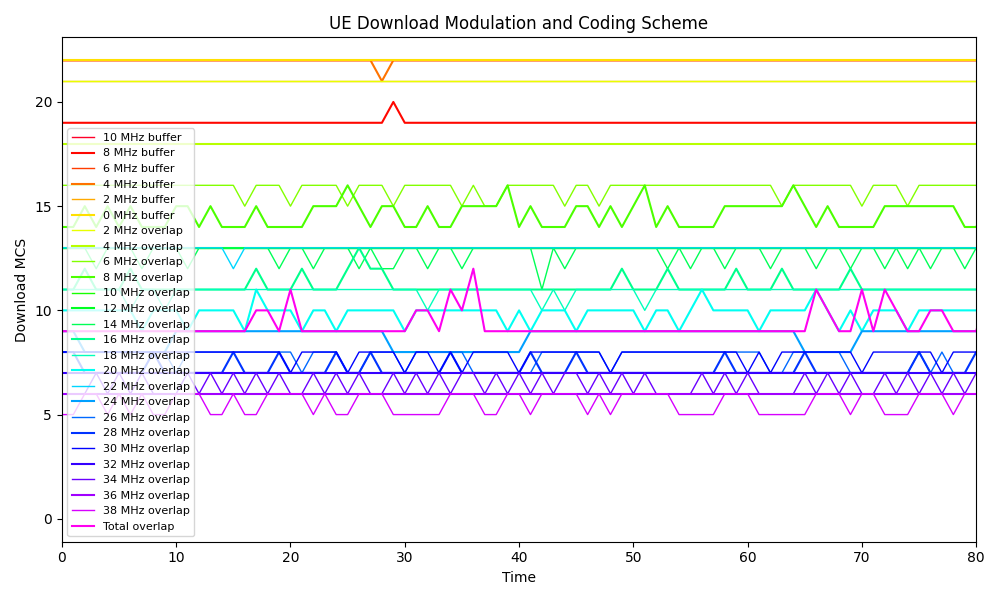 UE Download Modulation and Coding Scheme
Download MCS
20
15
10
5
0
10 MHz buffer
8 MHz buffer
6 MHz buffer
4 MHz buffer
2 MHz buffer
0 MHz buffer
2 MHz overlap
4 MHz overlap
6 MHz overlap
8 MHz overlap
10 MHz overlap
12 MHz overlap
14 MHz overlap
16 MHz overlap
18 MHz overlap
20 MHz overlap
22 MHz overlap
24 MHz overlap
26 MHz overlap
28 MHz overlap
30 MHz overlap
32 MHz overlap
34 MHz overlap
36 MHz overlap
38 MHz overlap
Total overlap
0 10 20 30 40 50 60 70 80
Time